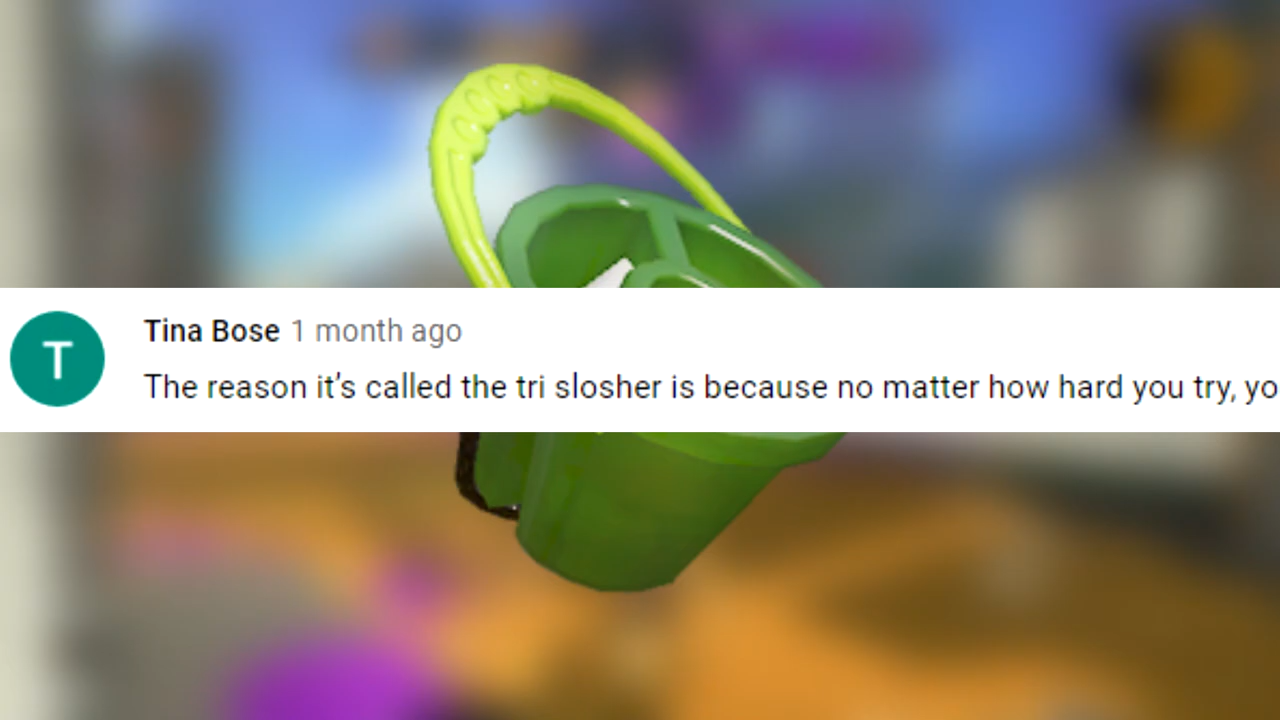 T
Tina Bose 1 month ago
The reason it's called the tri slosher is because no matter how hard you try, yo